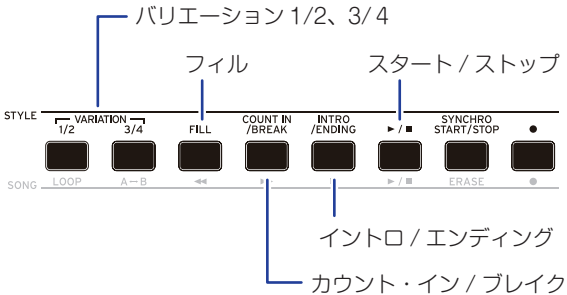 バリエーション 1/2、3/4
フィル
スタート / ストップ
STYLE
VARIATION
1/2
3/4
FILL
COUNT IN
/BREAK
INTRO
/ENDING
►/■
SYNCHRO
START/STOP
●
SONG
LOOP
A↔B
◄◄
►/■
ERASE
●
イントロ / エンディング
カウント・イン / ブレイク